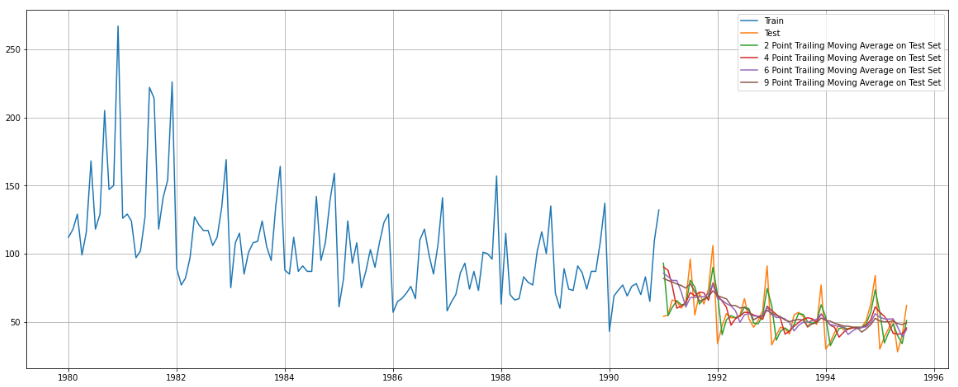 Train
Test
2 Point Trailing Moving Average on Test Set
4 Point Trailing Moving Average on Test Set
6 Point Trailing Moving Average on Test Set
9 Point Trailing Moving Average on Test Set
250
200
150
100
50
1980 1982 1984 1986 1988 1990 1992 1994 1996